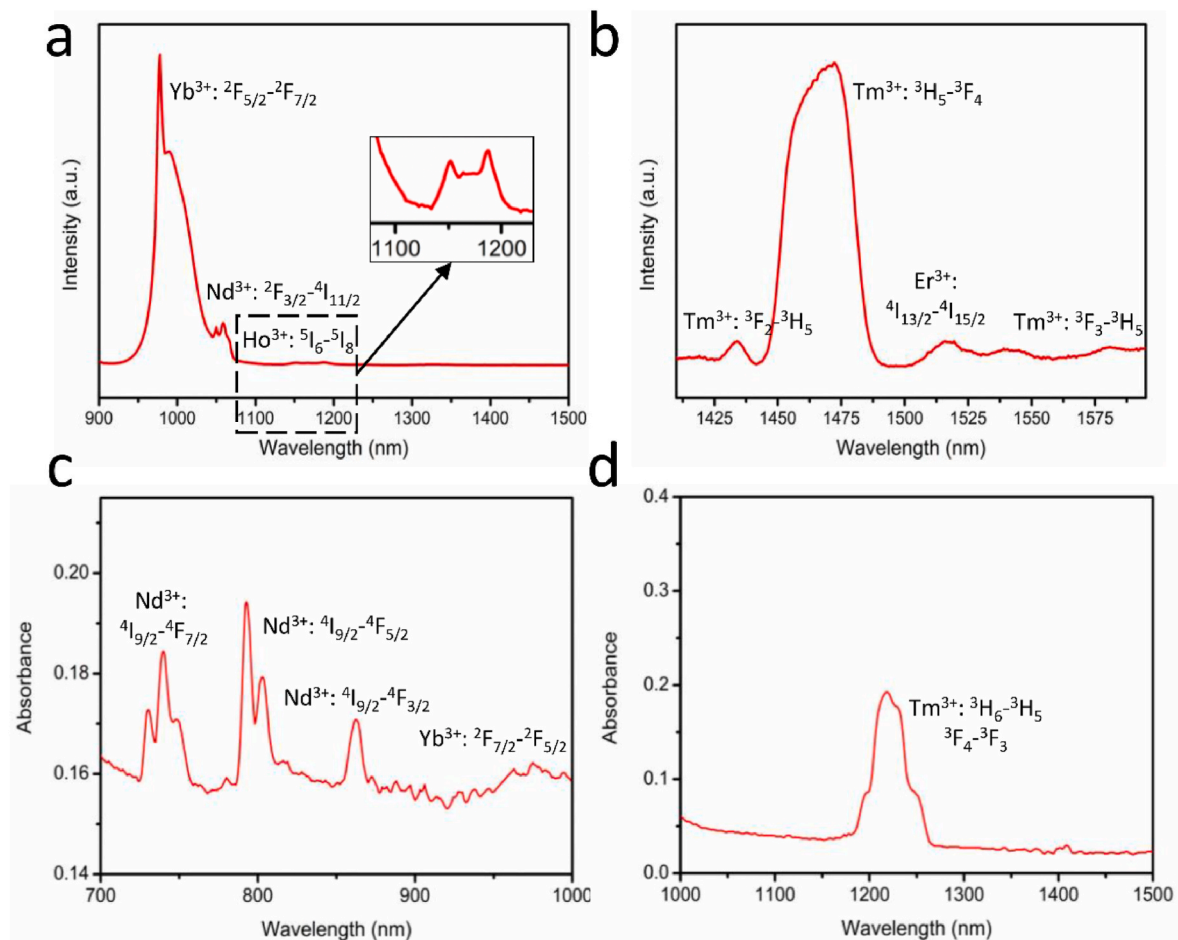 a
Intensity (a.u.)
Yb³⁺: ²F₅/₂-²F₇/₂
1100 1200
Nd³⁺: ²F₃/₂-⁴I₁₁/₂
Ho³⁺: ⁵I₆-⁵I₈
900 1000 1100 1200 1300 1400 1500
Wavelength (nm)
b
Intensity (a.u.)
Tm³⁺: ³H₅-³F₄
Er³⁺:
⁴I₁₃/₂-⁴I₁₅/₂
Tm³⁺: ³F₂-³H₅
Tm³⁺: ³F₃-³H₅
1425 1450 1475 1500 1525 1550 1575
Wavelength (nm)
c
Absorbance
0.20
0.18
0.16
0.14
Nd³⁺:
⁴I₉/₂-⁴F₇/₂
Nd³⁺: ⁴I₉/₂-⁴F₅/₂
Nd³⁺: ⁴I₉/₂-⁴F₃/₂
Yb³⁺: ²F₇/₂-²F₅/₂
700 800 900 1000
Wavelength (nm)
d
Absorbance
0.4
0.3
0.2
0.1
0.0
Tm³⁺: ³H₆-³H₅
³F₄-³F₃
1000 1100 1200 1300 1400 1500
Wavelength (nm)